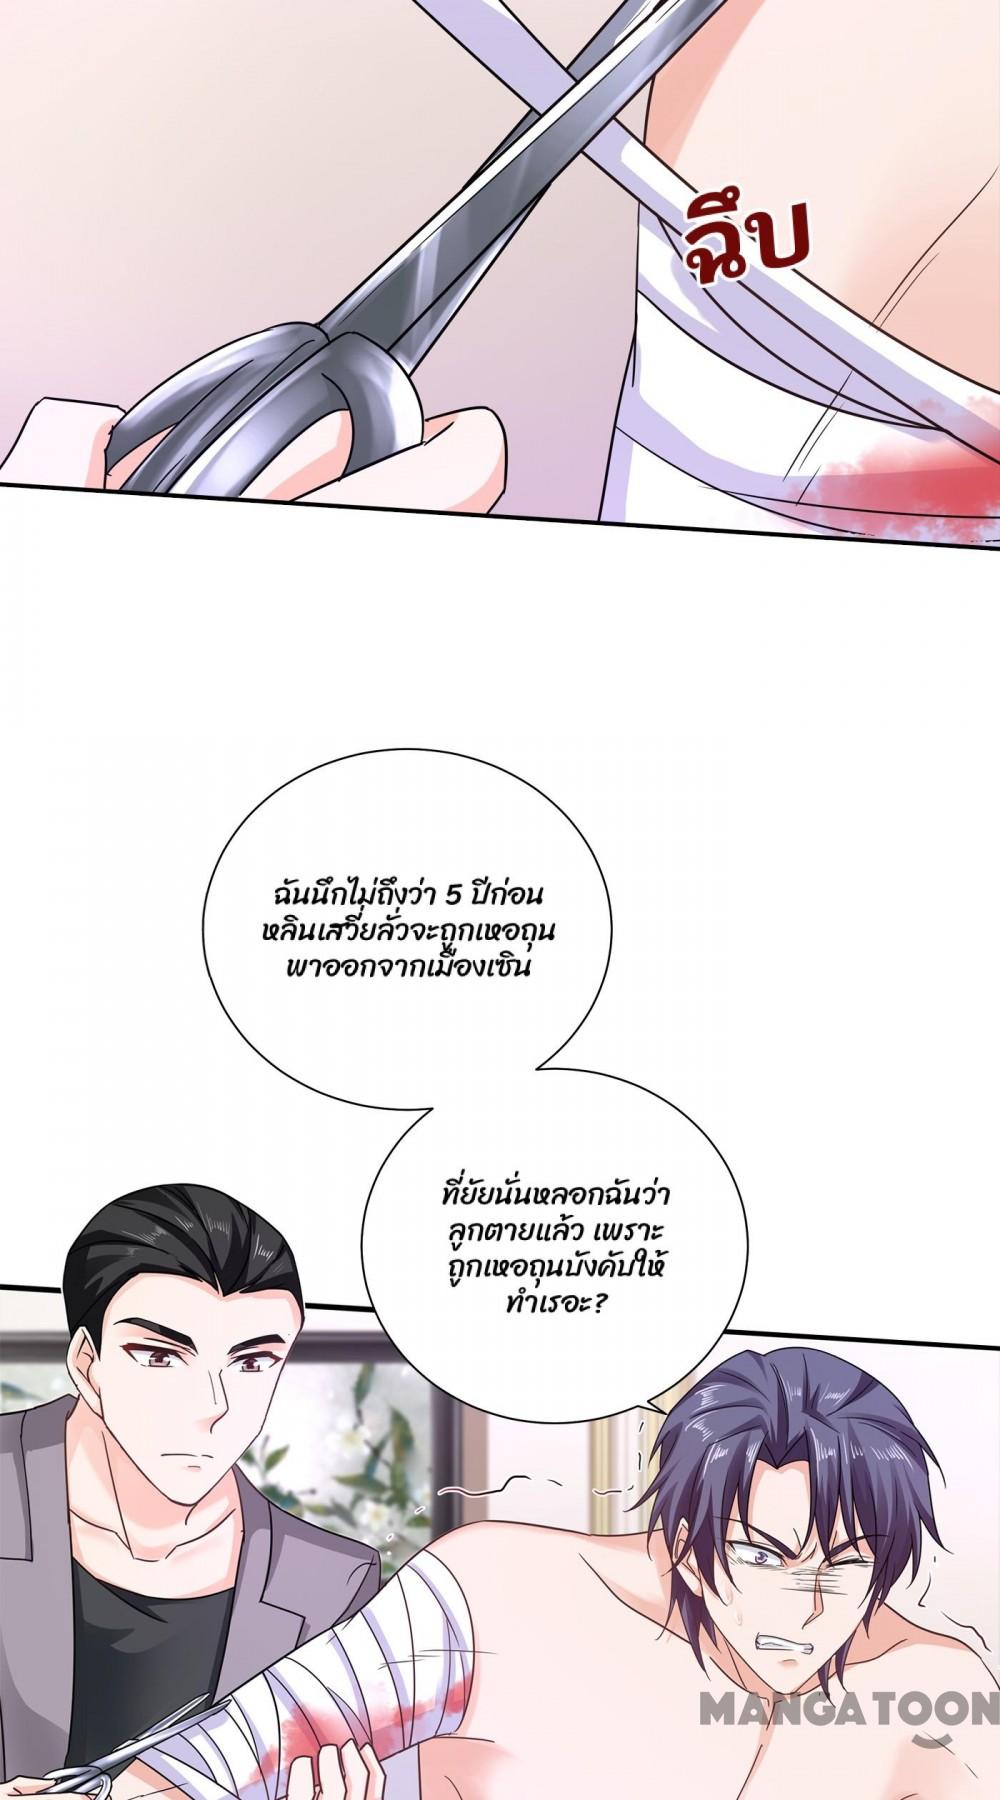 ฉึบ
ฉันนึกไม่ถึงว่า 5 ปีก่อน
หลินเสวี่ยลั่วจะถูกเหอถุน
พาออกจากเมืองเซิน
ที่ยัยนั่นหลอกฉันว่า
ลูกตายแล้ว เพราะ
ถูกเหอถุนบังคับให้
ทำเรอะ?
MANGATOON